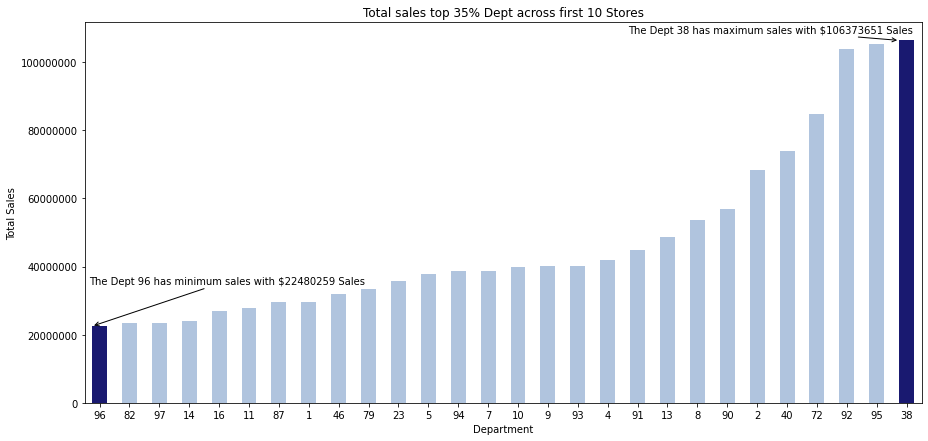 Total sales top 35% Dept across first 10 Stores
The Dept 38 has maximum sales with $106373651 Sales
100000000
80000000
60000000
40000000
20000000
0
Total Sales
The Dept 96 has minimum sales with $22480259 Sales
96 82 97 14 16 11 87 1 46 79 23 5 94 7 10 9 93 4 91 13 8 90 2 40 72 92 95 38
Department